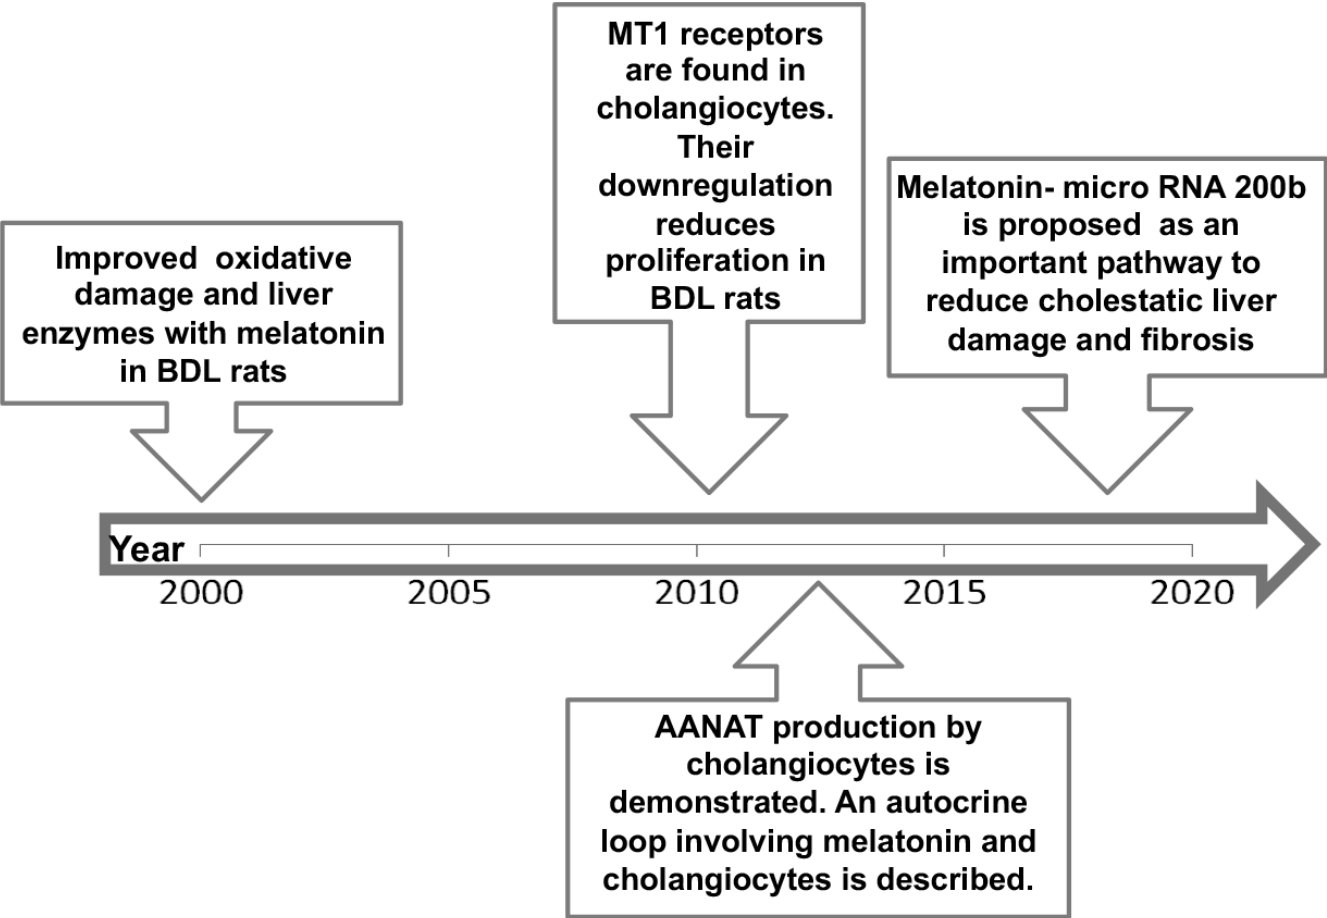 MT1 receptors
are found in
cholangiocytes.
Their
downregulation
reduces
proliferation in
BDL rats
Melatonin- micro RNA 200b
is proposed as an
important pathway to
reduce cholestatic liver
damage and fibrosis
Improved oxidative
damage and liver
enzymes with melatonin
in BDL rats
Year
2000 2005 2010 2015 2020
AANAT production by
cholangiocytes is
demonstrated. An autocrine
loop involving melatonin and
cholangiocytes is described.